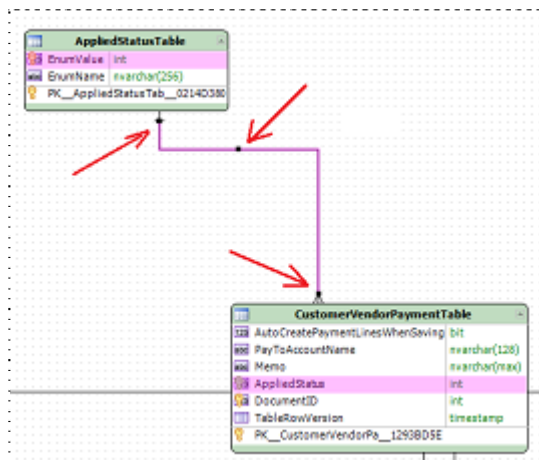 AppliedStatusTable
EnumValue int
EnumName nvarchar(256)
PK__AppliedStatusTab__0214D380
CustomerVendorPaymentTable
AutoCreatePaymentLinesWhenSaving bit
PayToAccountName nvarchar(128)
Memo nvarchar(max)
AppliedStatus int
DocumentID int
TableRowVersion timestamp
PK__CustomerVendorPa__1293BD5E